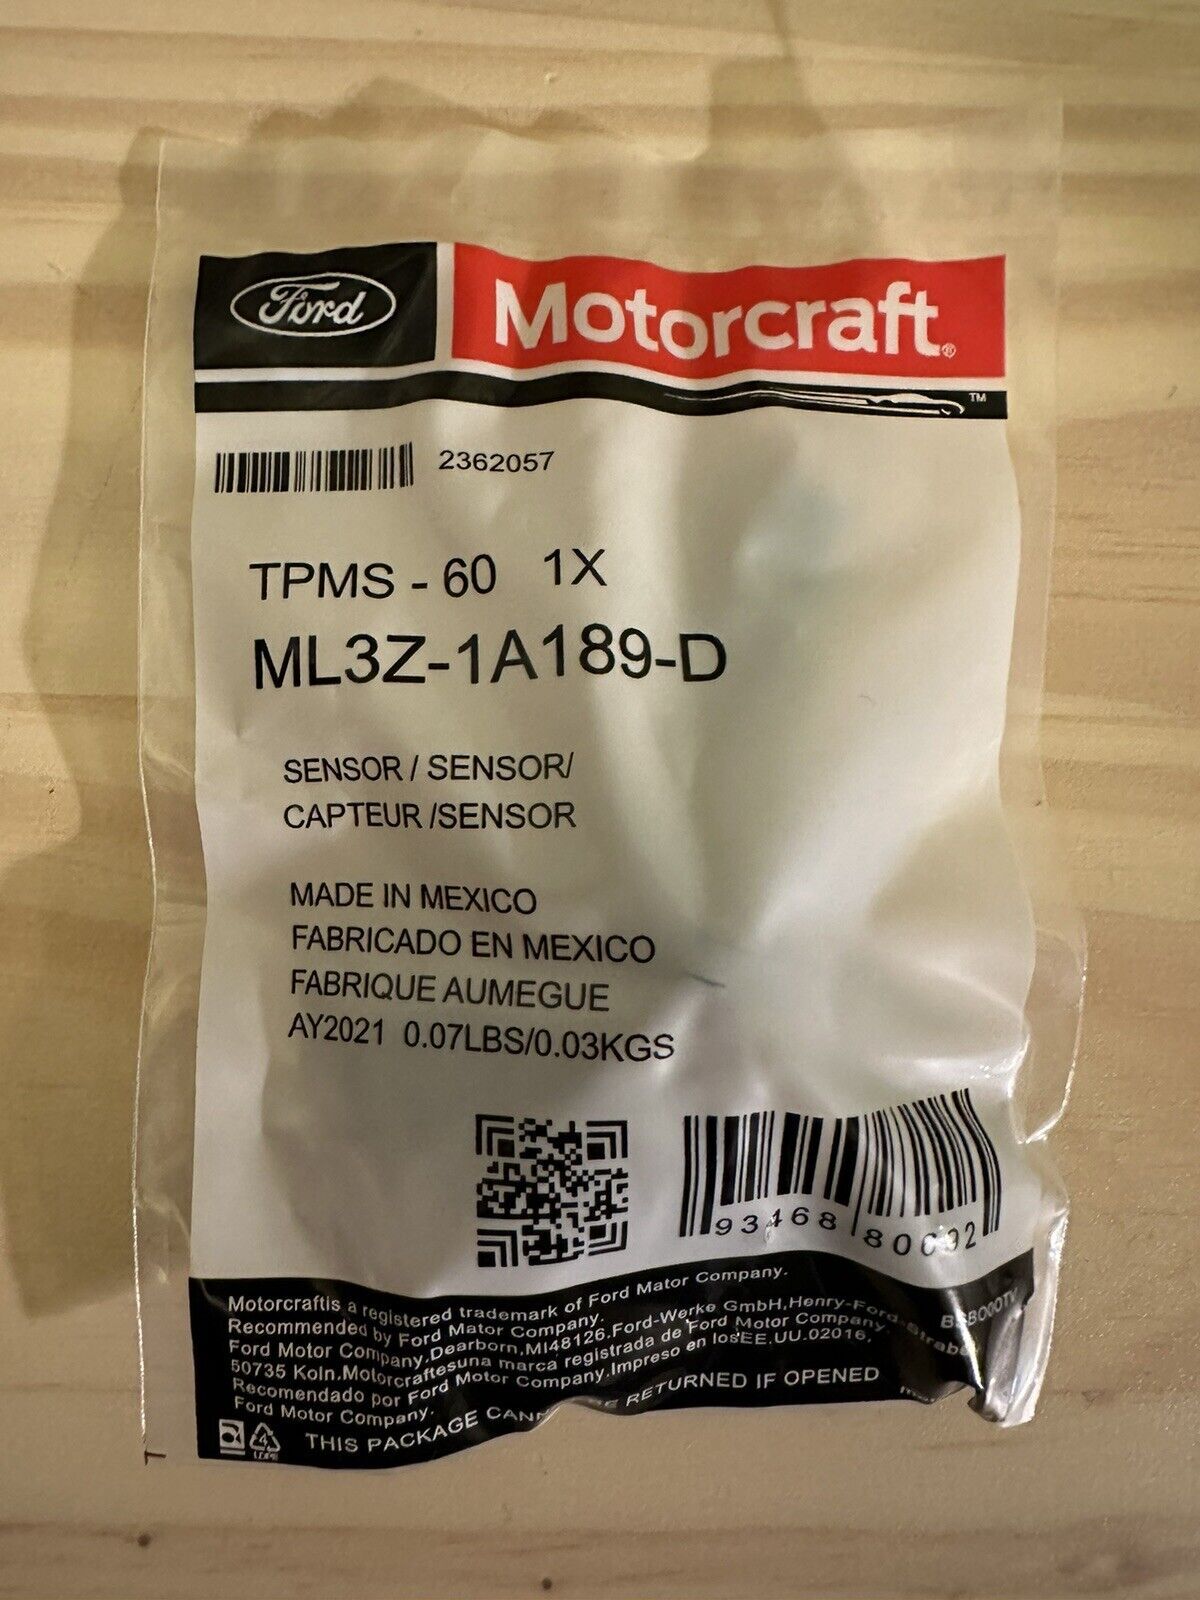 Ford
Motorcraft®
™
2362057
TPMS - 60 1X
ML3Z-1A189-D
SENSOR / SENSOR/
CAPTEUR /SENSOR
MADE IN MEXICO
FABRICADO EN MEXICO
FABRIQUE AUMEGUE
AY2021 0.07LBS/0.03KGS
Motorcraftis a registered trademark of Ford Mator Company.
Recommended by Ford Mator Company.
Ford Motor Company,Dearborn,MI48126.Ford-Werke GmbH,Henry-Ford-
50735 Koln.Motorcraftesuna marca registrada de Ford Motor Company
Recomendado por Ford Motor Company,Impreso en losEE.UU.02016,
Ford Motor Company.
THIS PACKAGE RETURNED IF OPENED
4
LDPE